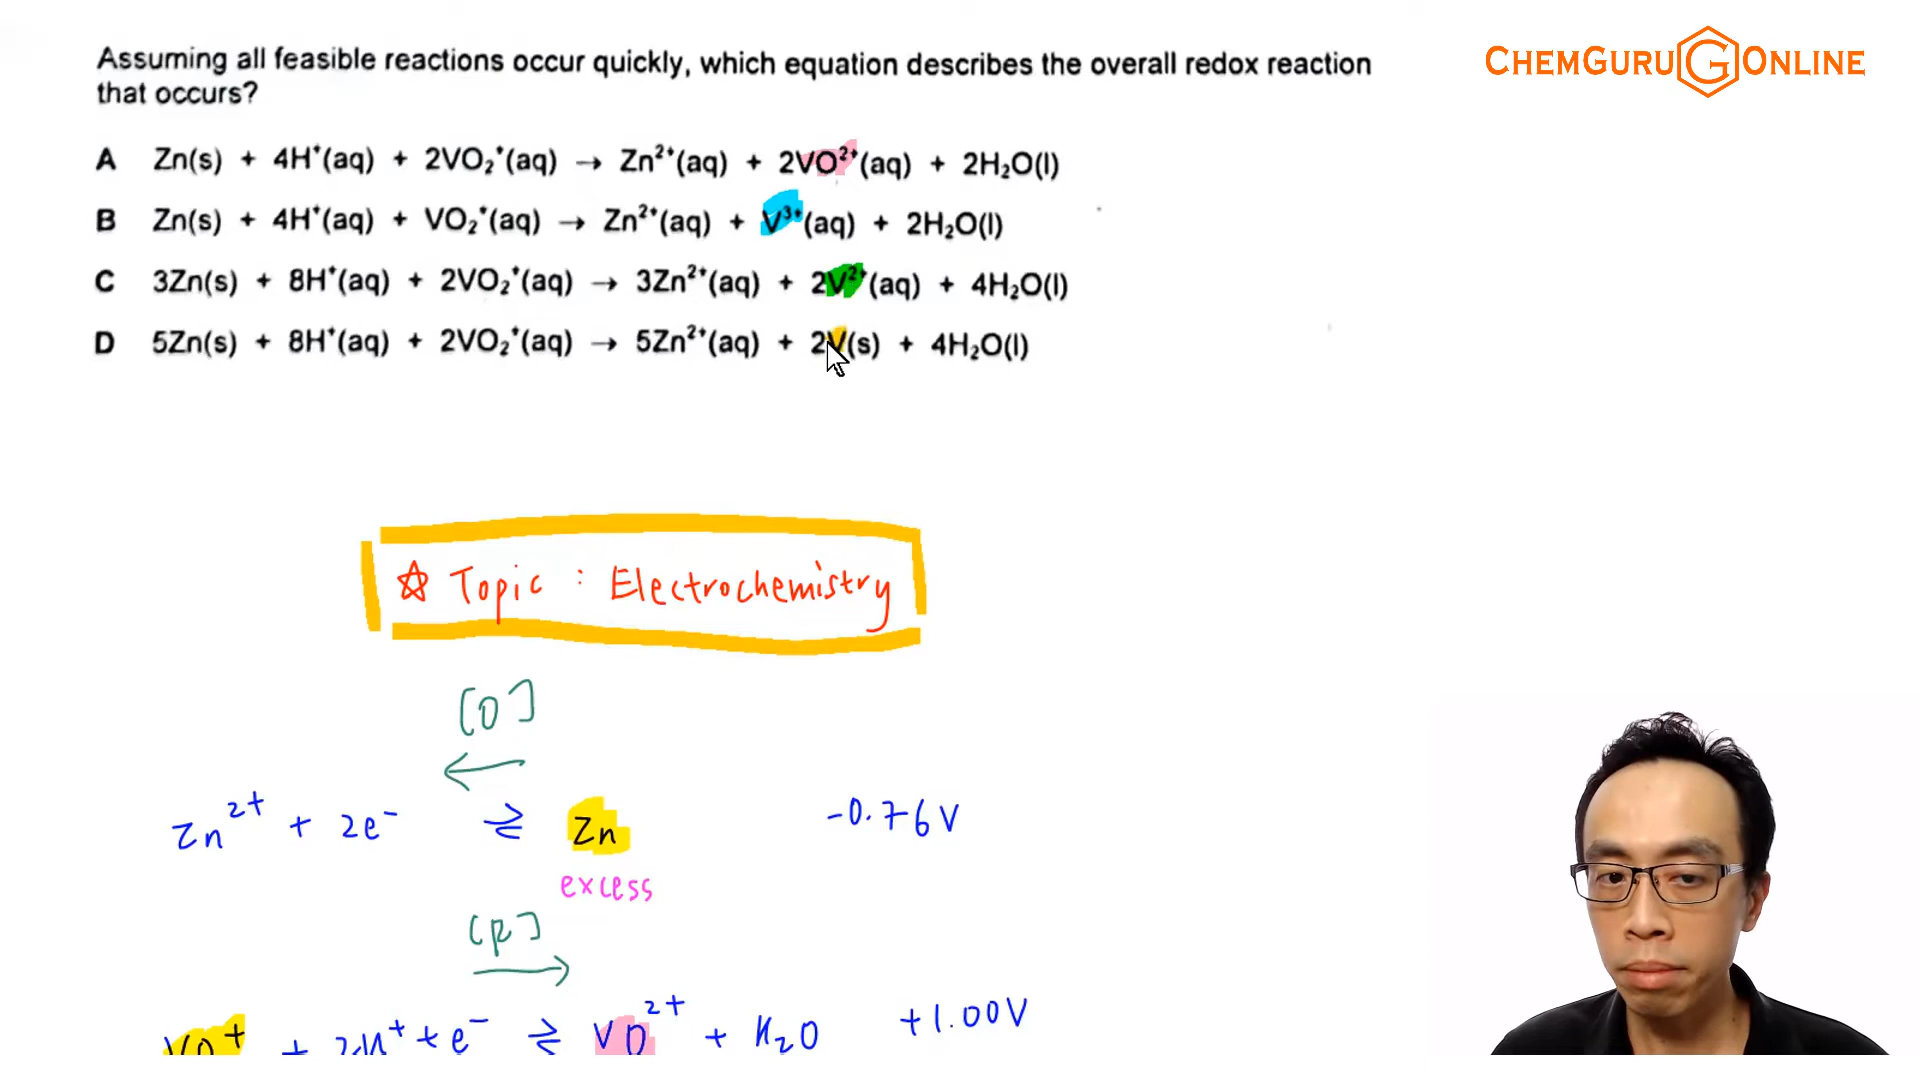 CHEMGURU G ONLINE
Assuming all feasible reactions occur quickly, which equation describes the overall redox reaction
that occurs?
A Zn(s) + 4H⁺(aq) + 2VO₂⁺(aq) → Zn²⁺(aq) + 2VO²⁺(aq) + 2H₂O(l)
B Zn(s) + 4H⁺(aq) + VO₂⁺(aq) → Zn²⁺(aq) + V³⁺(aq) + 2H₂O(l)
C 3Zn(s) + 8H⁺(aq) + 2VO₂⁺(aq) → 3Zn²⁺(aq) + 2V²⁺(aq) + 4H₂O(l)
D 5Zn(s) + 8H⁺(aq) + 2VO₂⁺(aq) → 5Zn²⁺(aq) + 2V(s) + 4H₂O(l)
☆ Topic : Electrochemistry
[O]
←
Zn²⁺ + 2e⁻ ⇌ Zn -0.76V
excess
[R]
→
+ 2H⁺ + e⁻ ⇌ VO²⁺ + H₂O +1.00V